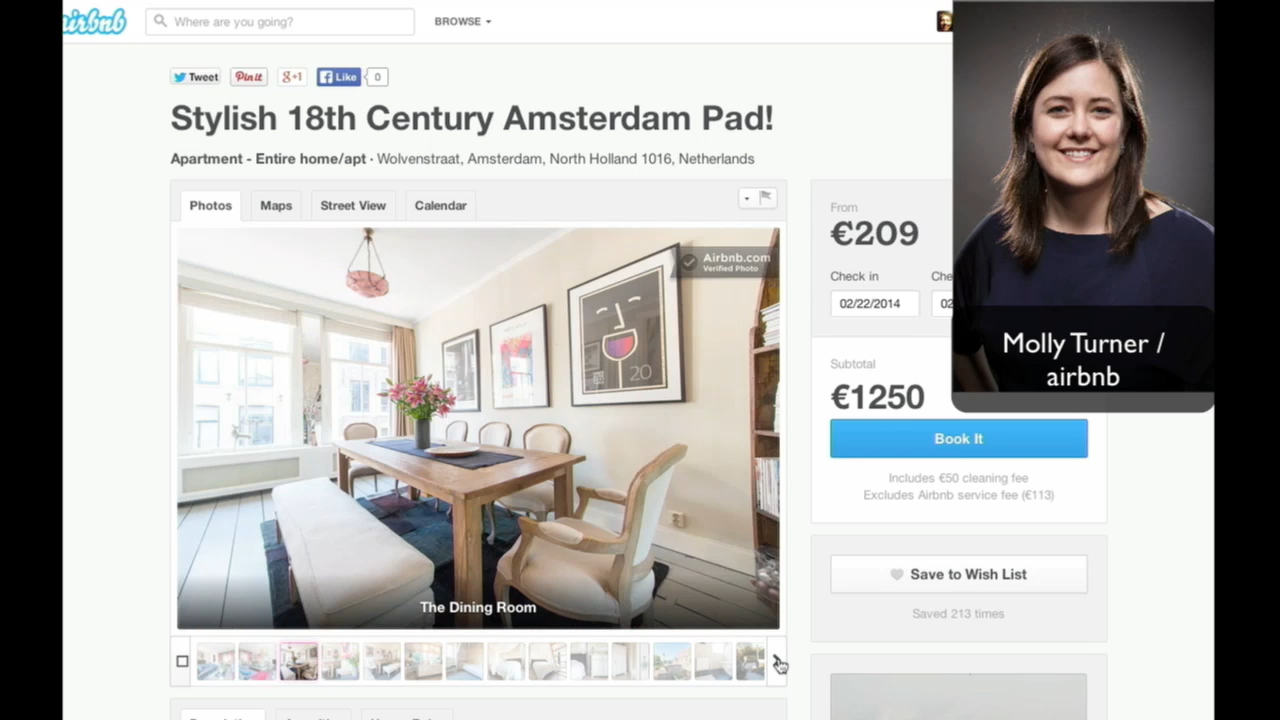 airbnb
Where are you going?
BROWSE
Tweet
Pin it
g+1
Like
0
Stylish 18th Century Amsterdam Pad!
Apartment - Entire home/apt · Wolvenstraat, Amsterdam, North Holland 1016, Netherlands
Photos
Maps
Street View
Calendar
Airbnb.com
Verified Photo
20
The Dining Room
From
€209
Check in
Che
02/22/2014
02
Subtotal
€1250
Book It
Includes €50 cleaning fee
Excludes Airbnb service fee (€113)
Save to Wish List
Saved 213 times
Molly Turner /
airbnb